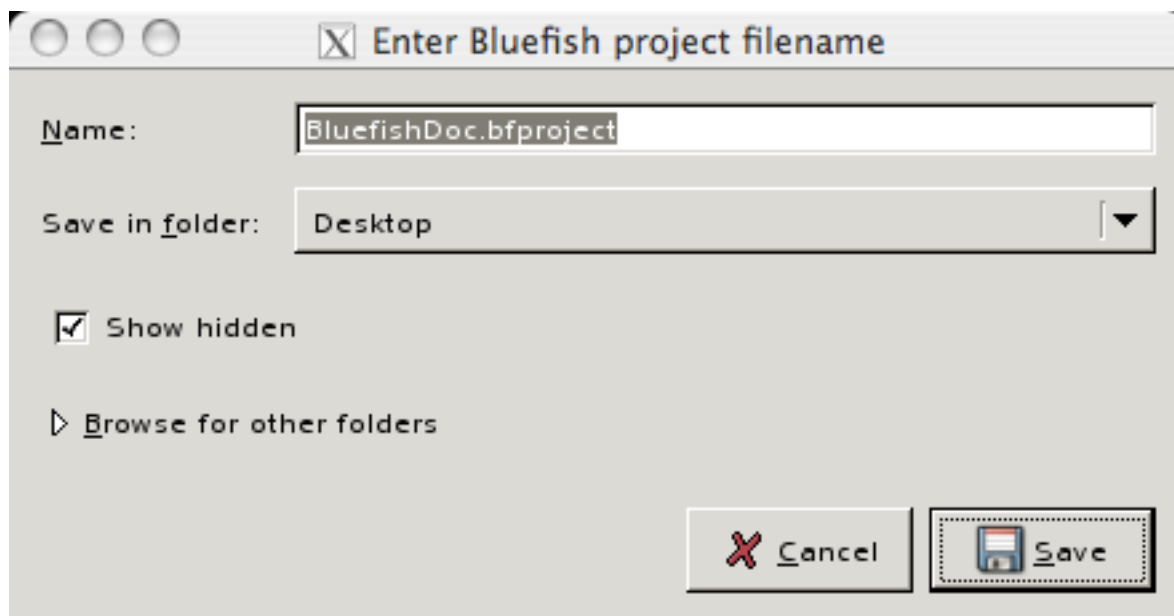 Enter Bluefish project filename
Name: BluefishDoc.bfproject
Save in folder: Desktop
Show hidden
Browse for other folders
Cancel Save